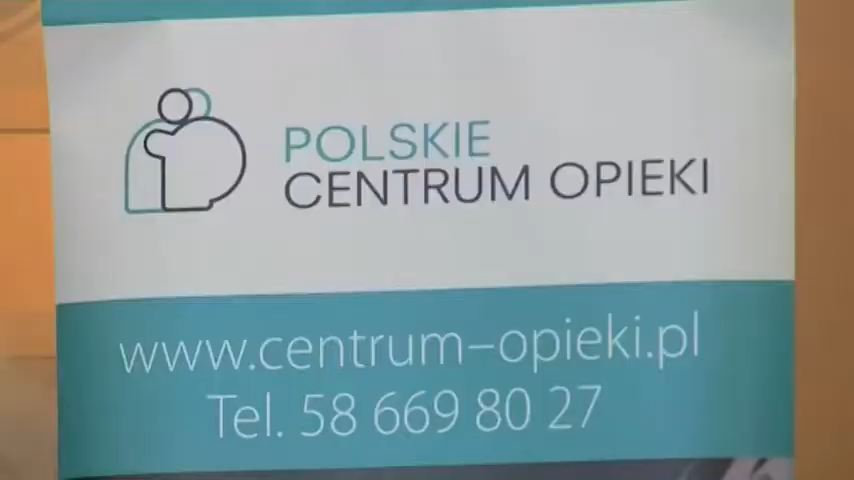 POLSKIE
CENTRUM OPIEKI
www.centrum-opieki.pl
Tel. 58 669 80 27